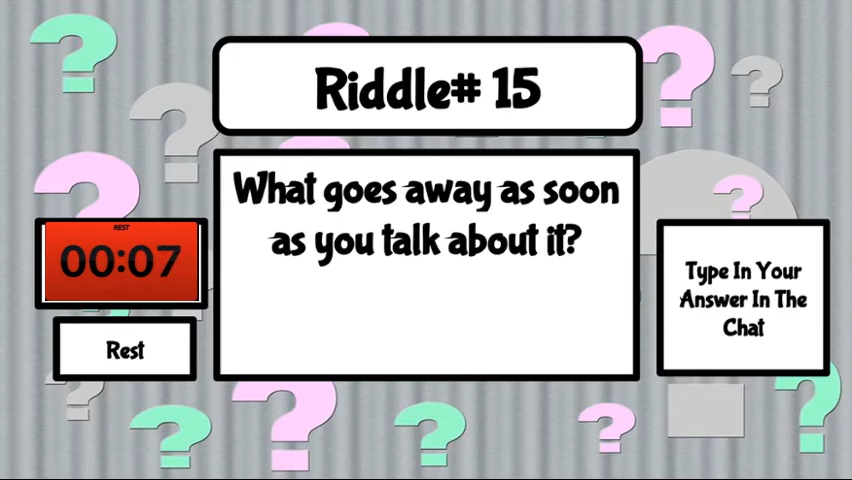 Riddle# 15
What goes away as soon
as you talk about it?
REST
00:07
Rest
Type In Your
Answer In The
Chat